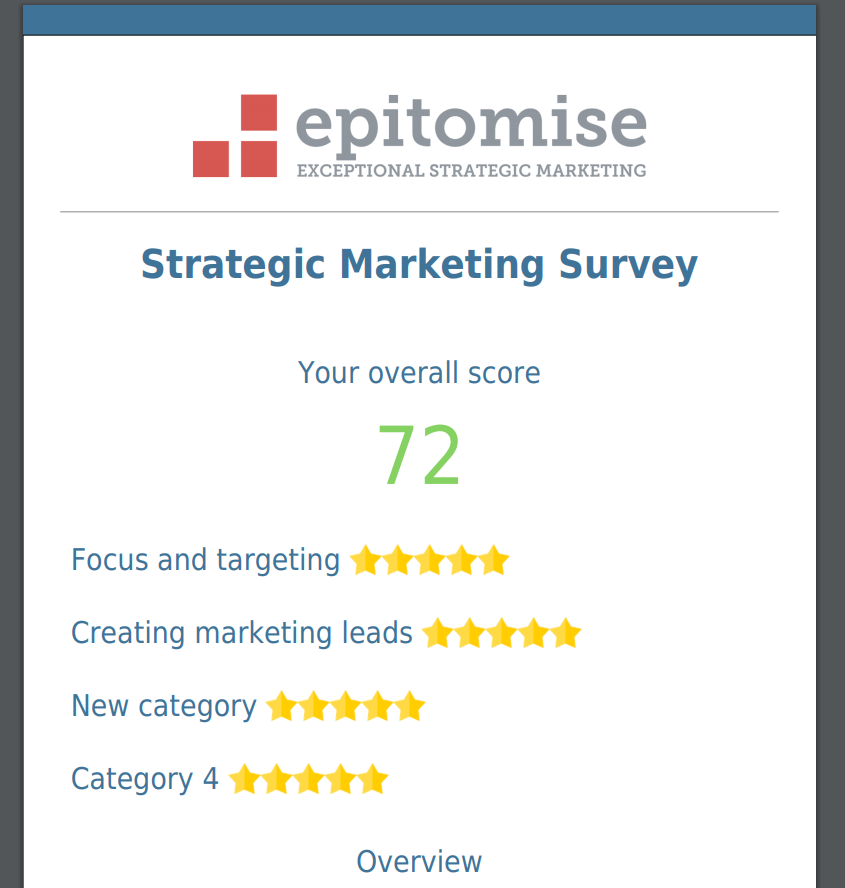 epitomise
EXCEPTIONAL STRATEGIC MARKETING
Strategic Marketing Survey
Your overall score
72
Focus and targeting
Creating marketing leads
New category
Category 4
Overview